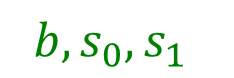 b, s₀, s₁